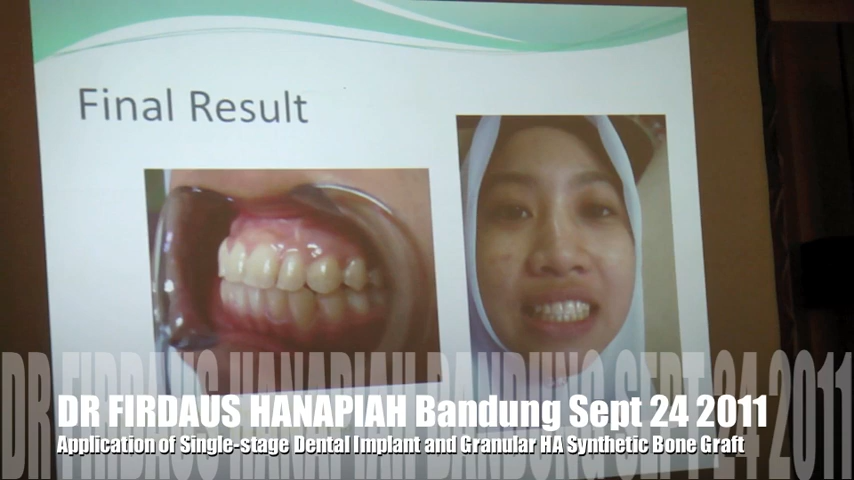 Final Result
DR FIRDAUS HANAPIAH Bandung Sept 24 2011
Application of Single-stage Dental Implant and Granular HA Synthetic Bone Graft
DR FIRDAUS HANAPIAH BANDUNG SEPT 24 2011